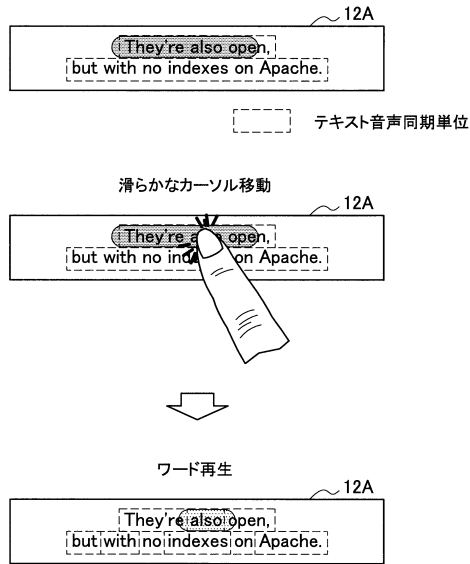 12A
They're also open,
but with no indexes on Apache.
テキスト音声同期単位
滑らかなカーソル移動
12A
They're a open,
but with no ind on Apache.
ワード再生
12A
They're also open,
but with no indexes on Apache.